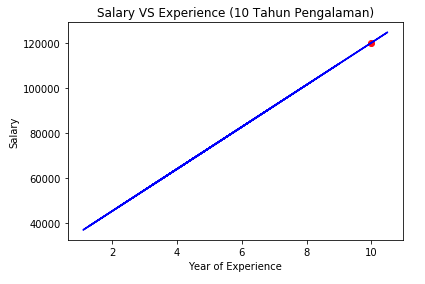 Salary VS Experience (10 Tahun Pengalaman)
120000
100000
80000
60000
40000
Salary
2 4 6 8 10
Year of Experience